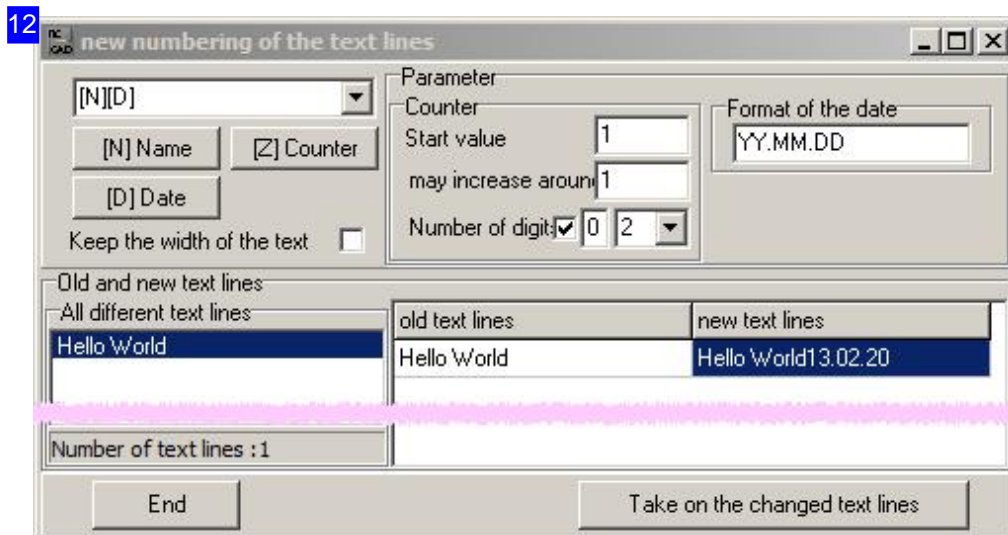 12
nc CAD new numbering of the text lines
[N][D]
[N] Name [Z] Counter
[D] Date
Keep the width of the text
Parameter
Counter
Start value 1
may increase aroun 1
Number of digit: 0 2
Format of the date
YY.MM.DD
Old and new text lines
All different text lines
Hello World
old text lines new text lines
Hello World Hello World13.02.20
Number of text lines :1
End Take on the changed text lines